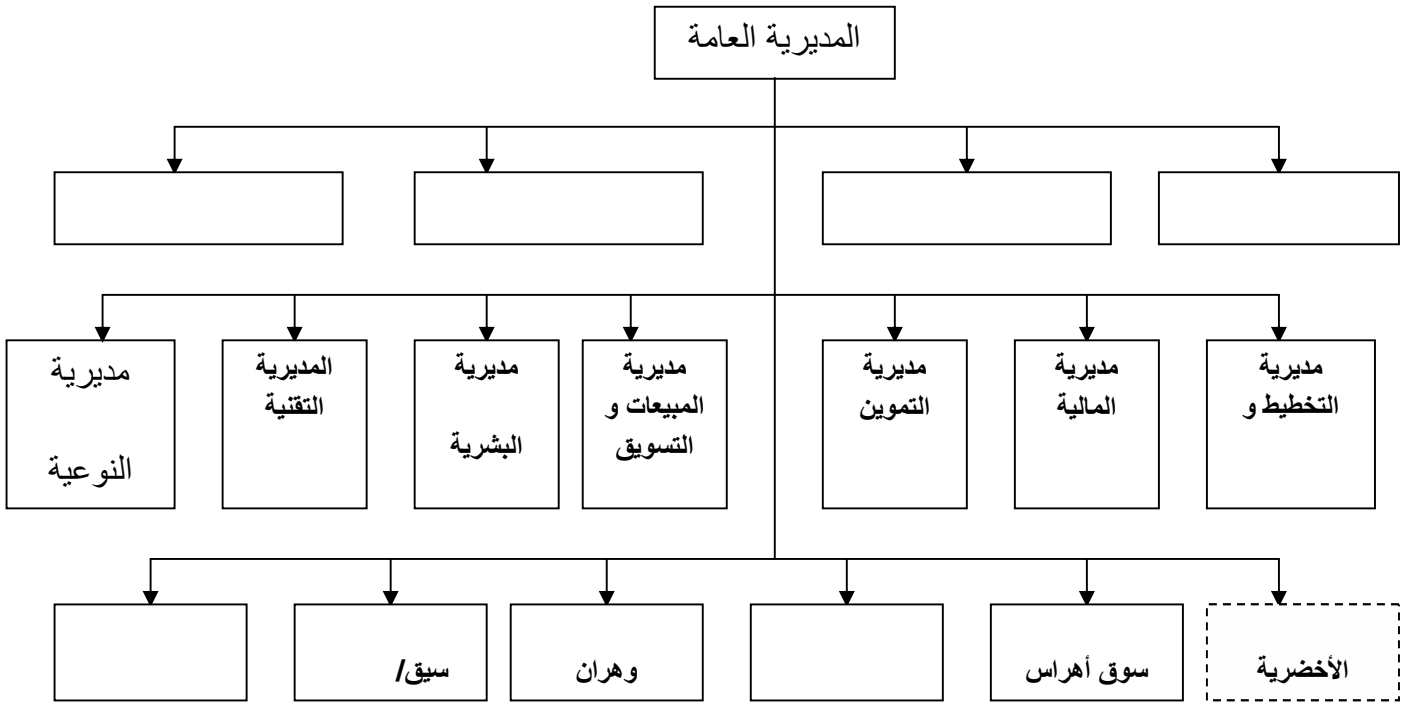 المديرية العامة
مديرية
التخطيط و
مديرية
المالية
مديرية
التموين
مديرية
المبيعات و
التسويق
مديرية
البشرية
المديرية
التقنية
مديرية
النوعية
الأخضرية
سوق أهراس
وهران
سيق/